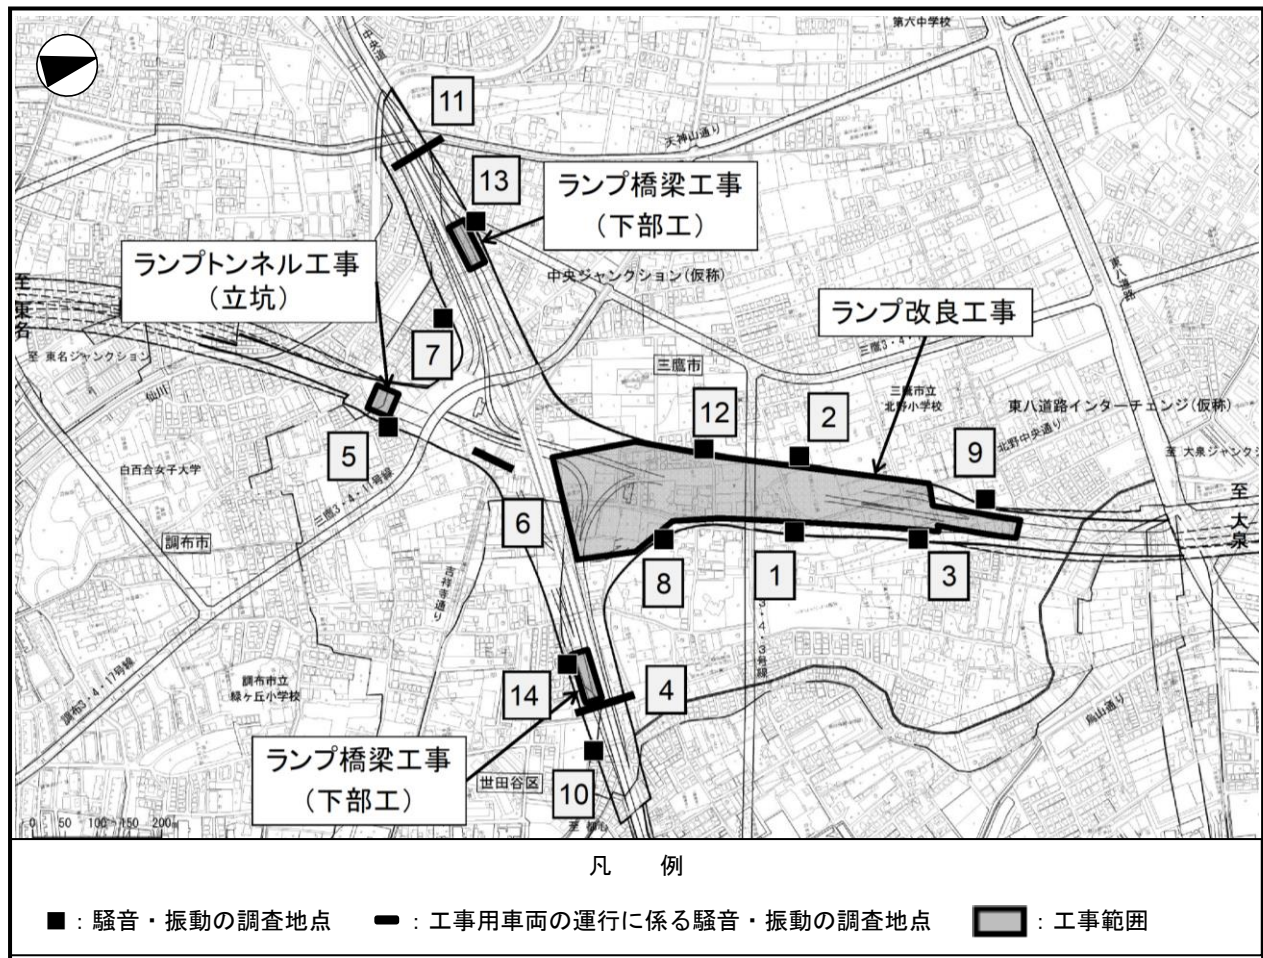 第六中学校
中央道
11
天神山通り
13
ランプ橋梁工事
（下部工）
ランプトンネル工事
（立坑）
中央ジャンクション(仮称)
東八道路
至東名
ランプ改良工事
至 東名ジャンクション
仙川
7
三鷹市
三鷹3・4・
三鷹市立
北野小学校
東八道路インターチェンジ(仮称)
12
2
9
北野中央通り
至 大泉ジャンクシ
5
白百合女子大学
三鷹3・4・11号線
至大泉
6
調布市
吉祥寺通り
8
1
3
3・4・3号線
調布3・4・17号線
調布市立
緑ヶ丘小学校
14
4
烏山通り
ランプ橋梁工事
（下部工）
世田谷区
10
0 50 100 150 200m
凡 例
■：騒音・振動の調査地点 ━：工事用車両の運行に係る騒音・振動の調査地点 ：工事範囲